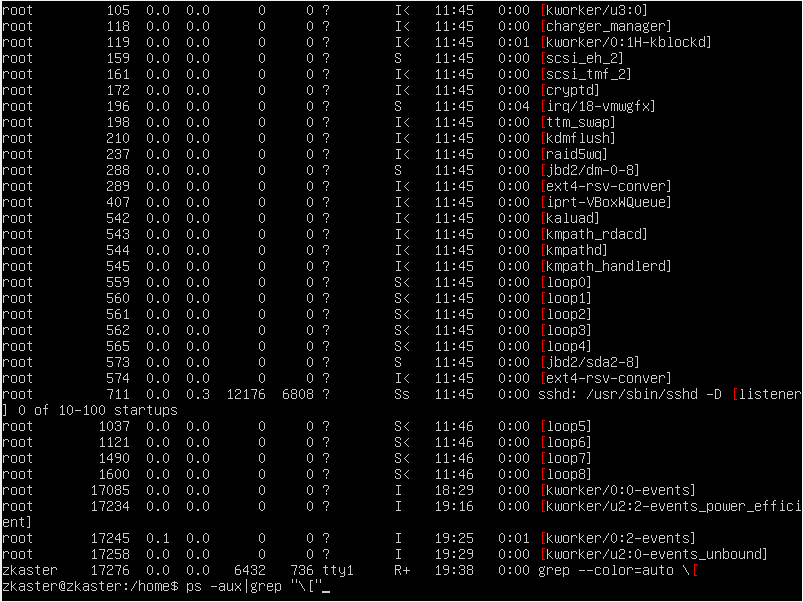 root         105  0.0  0.0      0     0 ?        I<   11:45   0:00 [kworker/u3:0]
root         118  0.0  0.0      0     0 ?        I<   11:45   0:00 [charger_manager]
root         119  0.0  0.0      0     0 ?        I<   11:45   0:01 [kworker/0:1H-kblockd]
root         159  0.0  0.0      0     0 ?        S    11:45   0:00 [scsi_eh_2]
root         161  0.0  0.0      0     0 ?        I<   11:45   0:00 [scsi_tmf_2]
root         172  0.0  0.0      0     0 ?        I<   11:45   0:00 [cryptd]
root         196  0.0  0.0      0     0 ?        S    11:45   0:04 [irq/18-vmwgfx]
root         198  0.0  0.0      0     0 ?        I<   11:45   0:00 [ttm_swap]
root         210  0.0  0.0      0     0 ?        I<   11:45   0:00 [kdmflush]
root         237  0.0  0.0      0     0 ?        I<   11:45   0:00 [raid5wq]
root         288  0.0  0.0      0     0 ?        S    11:45   0:00 [jbd2/dm-0-8]
root         289  0.0  0.0      0     0 ?        I<   11:45   0:00 [ext4-rsv-conver]
root         407  0.0  0.0      0     0 ?        I<   11:45   0:00 [iprt-VBoxWQueue]
root         542  0.0  0.0      0     0 ?        I<   11:45   0:00 [kaluad]
root         543  0.0  0.0      0     0 ?        I<   11:45   0:00 [kmpath_rdacd]
root         544  0.0  0.0      0     0 ?        I<   11:45   0:00 [kmpathd]
root         545  0.0  0.0      0     0 ?        I<   11:45   0:00 [kmpath_handlerd]
root         559  0.0  0.0      0     0 ?        S<   11:45   0:00 [loop0]
root         560  0.0  0.0      0     0 ?        S<   11:45   0:00 [loop1]
root         561  0.0  0.0      0     0 ?        S<   11:45   0:00 [loop2]
root         562  0.0  0.0      0     0 ?        S<   11:45   0:00 [loop3]
root         565  0.0  0.0      0     0 ?        S<   11:45   0:00 [loop4]
root         573  0.0  0.0      0     0 ?        S    11:45   0:00 [jbd2/sda2-8]
root         574  0.0  0.0      0     0 ?        I<   11:45   0:00 [ext4-rsv-conver]
root         711  0.0  0.3  12176  6808 ?        Ss   11:45   0:00 sshd: /usr/sbin/sshd -D [listener
] 0 of 10-100 startups
root        1037  0.0  0.0      0     0 ?        S<   11:46   0:00 [loop5]
root        1121  0.0  0.0      0     0 ?        S<   11:46   0:00 [loop6]
root        1490  0.0  0.0      0     0 ?        S<   11:46   0:00 [loop7]
root        1600  0.0  0.0      0     0 ?        S<   11:46   0:00 [loop8]
root       17085  0.0  0.0      0     0 ?        I    18:29   0:00 [kworker/0:0-events]
root       17234  0.0  0.0      0     0 ?        I    19:16   0:00 [kworker/u2:2-events_power_effici
ent]
root       17245  0.1  0.0      0     0 ?        I    19:25   0:01 [kworker/0:2-events]
root       17258  0.0  0.0      0     0 ?        I    19:29   0:00 [kworker/u2:0-events_unbound]
zkaster    17276  0.0  0.0   6432   736 tty1     R+   19:38   0:00 grep --color=auto \[
zkaster@zkaster:/home$ ps -aux|grep "\["_